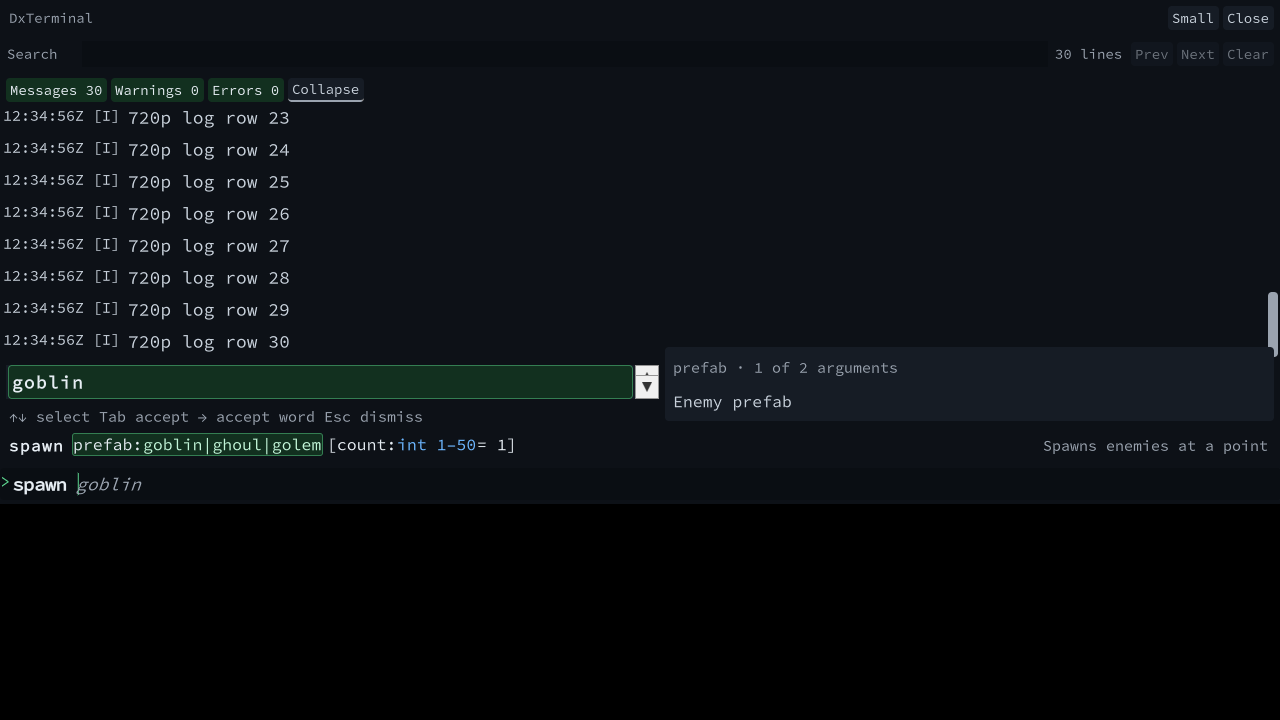 DxTerminal Small Close
Search 30 lines Prev Next Clear
Messages 30 Warnings 0 Errors 0 Collapse
12:34:56Z [I] 720p log row 23
12:34:56Z [I] 720p log row 24
12:34:56Z [I] 720p log row 25
12:34:56Z [I] 720p log row 26
12:34:56Z [I] 720p log row 27
12:34:56Z [I] 720p log row 28
12:34:56Z [I] 720p log row 29
12:34:56Z [I] 720p log row 30
prefab · 1 of 2 arguments
goblin
Enemy prefab
↑↓ select Tab accept → accept word Esc dismiss
spawn prefab:goblin|ghoul|golem [count:int 1–50= 1] Spawns enemies at a point
> spawn goblin